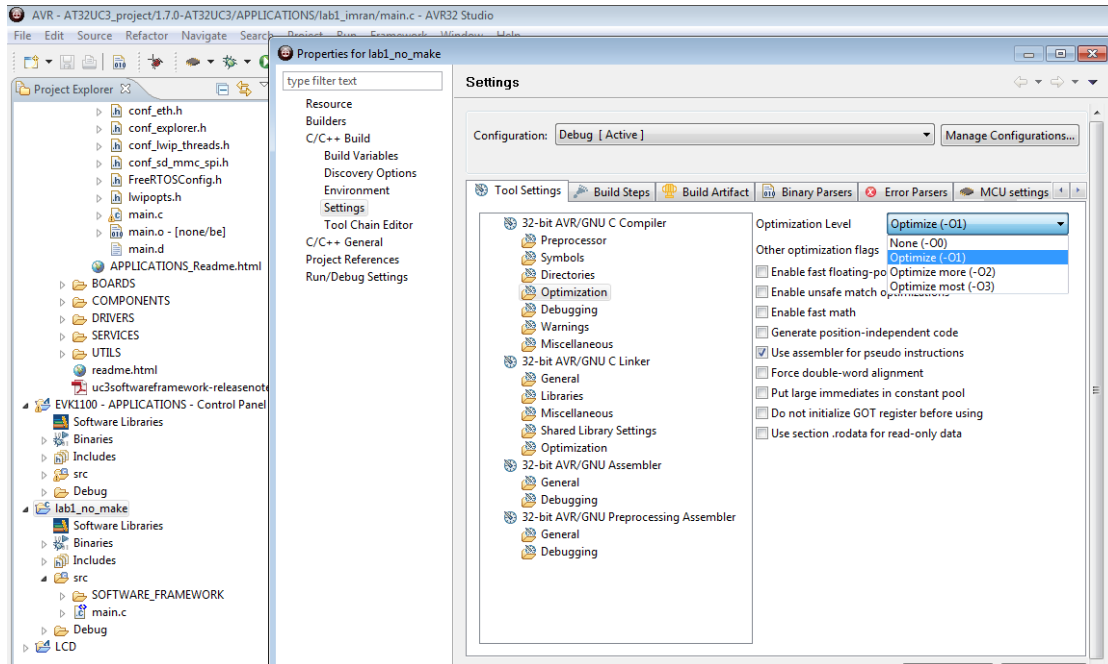 AVR - AT32UC3_project/1.7.0-AT32UC3/APPLICATIONS/lab1_imran/main.c - AVR32 Studio
File Edit Source Refactor Navigate Search Project Run Framework Window Help
Project Explorer
conf_eth.h
conf_explorer.h
conf_lwip_threads.h
conf_sd_mmc_spi.h
FreeRTOSConfig.h
lwipopts.h
main.c
main.o - [none/be]
main.d
APPLICATIONS_Readme.html
BOARDS
COMPONENTS
DRIVERS
SERVICES
UTILS
readme.html
uc3softwareframework-releasenote
EVK1100 - APPLICATIONS - Control Panel
Software Libraries
Binaries
Includes
src
Debug
lab1_no_make
Software Libraries
Binaries
Includes
src
SOFTWARE_FRAMEWORK
main.c
Debug
LCD
Properties for lab1_no_make
type filter text
Resource
Builders
C/C++ Build
Build Variables
Discovery Options
Environment
Settings
Tool Chain Editor
C/C++ General
Project References
Run/Debug Settings
Settings
Configuration: Debug [ Active ] Manage Configurations...
Tool Settings Build Steps Build Artifact Binary Parsers Error Parsers MCU settings
32-bit AVR/GNU C Compiler
Preprocessor
Symbols
Directories
Optimization
Debugging
Warnings
Miscellaneous
32-bit AVR/GNU C Linker
General
Libraries
Miscellaneous
Shared Library Settings
Optimization
32-bit AVR/GNU Assembler
General
Debugging
32-bit AVR/GNU Preprocessing Assembler
General
Debugging
Optimization Level Optimize (-O1)
None (-O0)
Optimize (-O1)
Optimize more (-O2)
Optimize most (-O3)
Other optimization flags
Enable fast floating-po
Enable unsafe match
Enable fast math
Generate position-independent code
Use assembler for pseudo instructions
Force double-word alignment
Put large immediates in constant pool
Do not initialize GOT register before using
Use section .rodata for read-only data